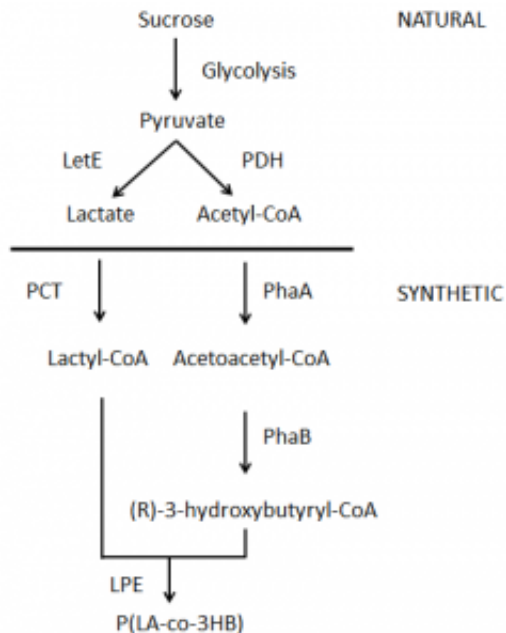 Sucrose NATURAL
Glycolysis
Pyruvate
LetE PDH
Lactate Acetyl-CoA
PCT PhaA SYNTHETIC
Lactyl-CoA Acetoacetyl-CoA
PhaB
(R)-3-hydroxybutyryl-CoA
LPE
P(LA-co-3HB)